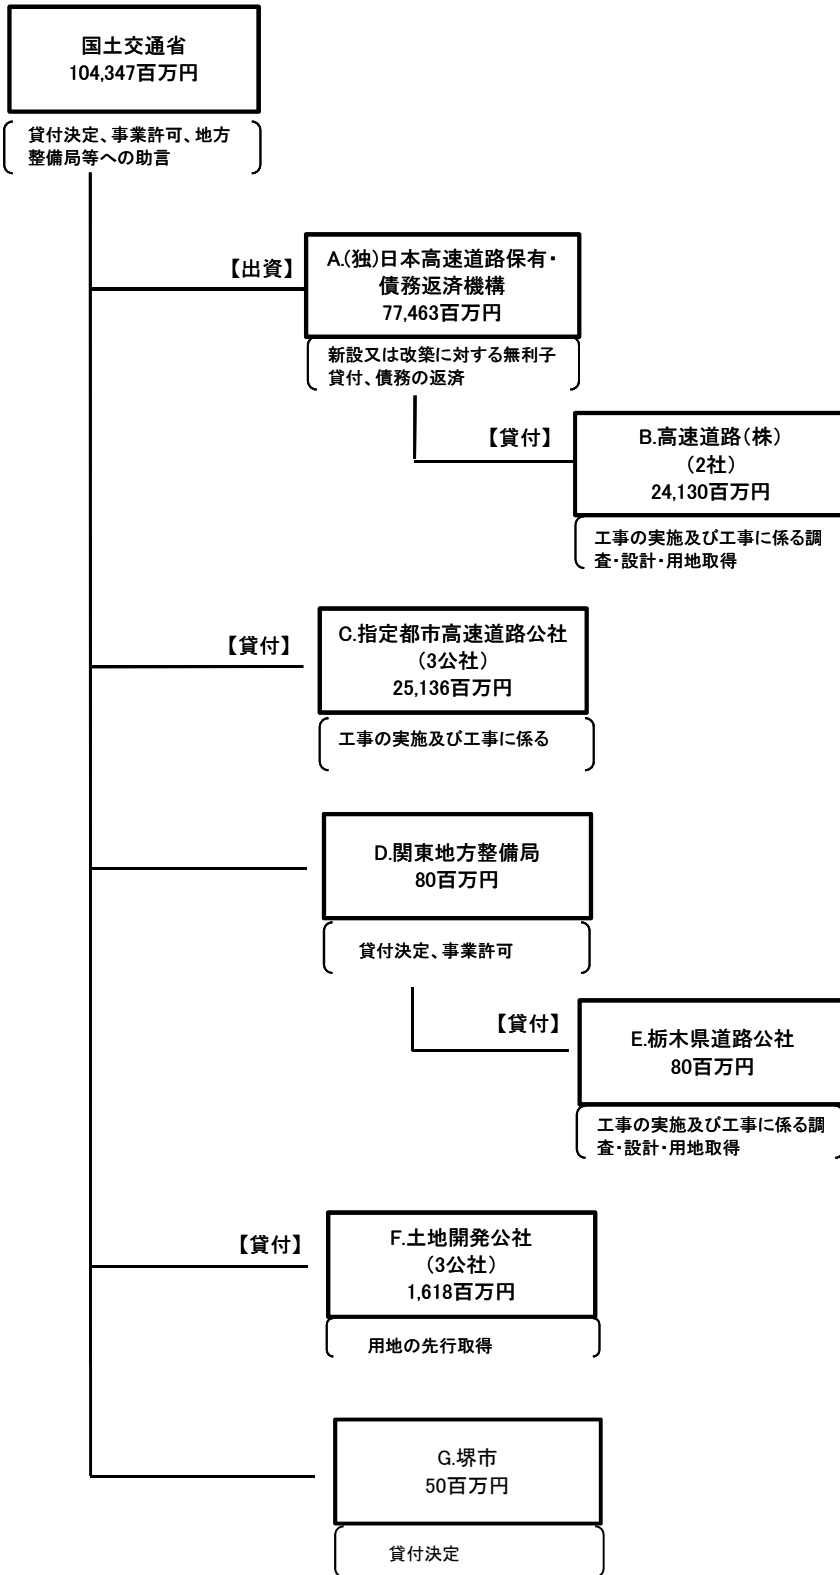 国土交通省
104,347百万円
貸付決定、事業許可、地方
整備局等への助言
【出資】
A.(独)日本高速道路保有・
債務返済機構
77,463百万円
新設又は改築に対する無利子
貸付、債務の返済
【貸付】
B.高速道路(株)
(2社)
24,130百万円
工事の実施及び工事に係る調
査・設計・用地取得
【貸付】
C.指定都市高速道路公社
(3公社)
25,136百万円
工事の実施及び工事に係る
D.関東地方整備局
80百万円
貸付決定、事業許可
【貸付】
E.栃木県道路公社
80百万円
工事の実施及び工事に係る調
査・設計・用地取得
【貸付】
F.土地開発公社
(3公社)
1,618百万円
用地の先行取得
G.堺市
50百万円
貸付決定